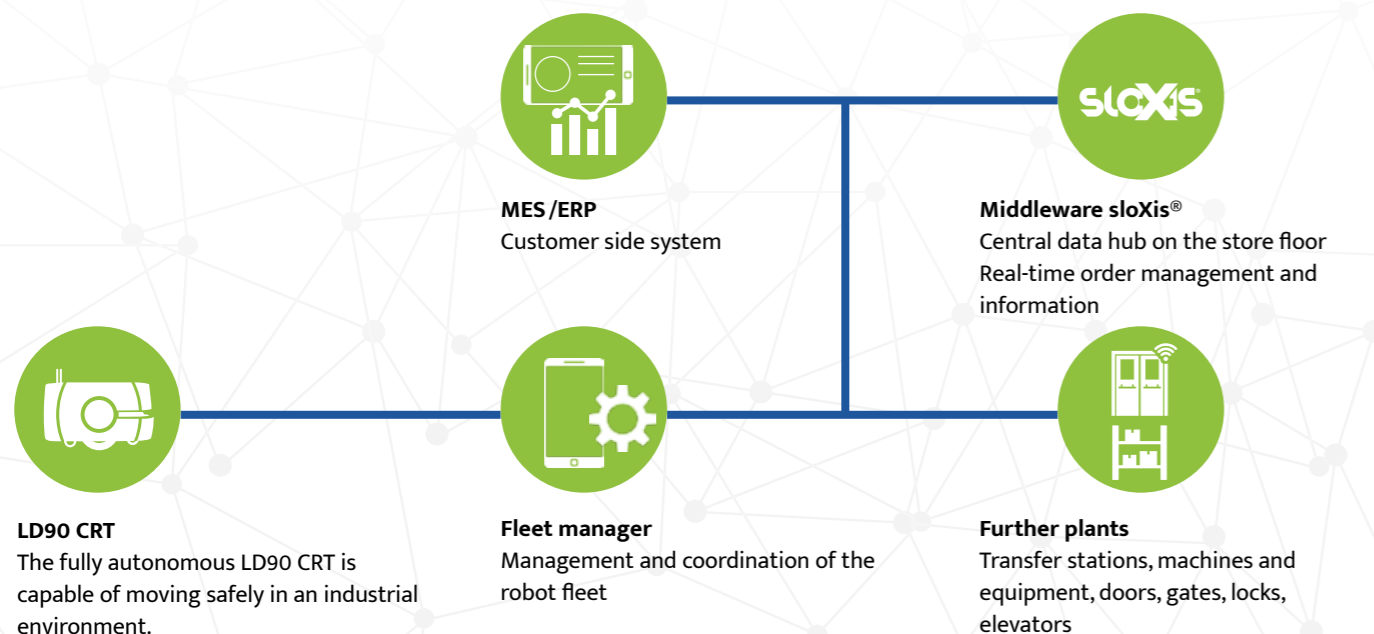 sloXis
MES/ERP
Customer side system
Middleware sloXis®
Central data hub on the store floor
Real-time order management and
information
LD90 CRT
The fully autonomous LD90 CRT is
capable of moving safely in an industrial
environment.
Fleet manager
Management and coordination of the
robot fleet
Further plants
Transfer stations, machines and
equipment, doors, gates, locks,
elevators